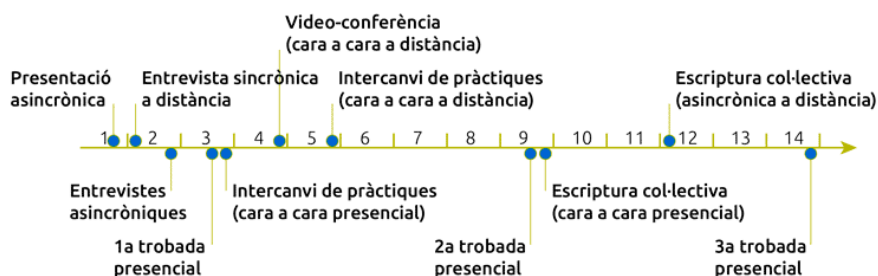 Video-conferència
(cara a cara a distància)
Presentació
asincrònica
Entrevista sincrònica
a distància
Intercanvi de pràctiques
(cara a cara a distància)
Escriptura col·lectiva
(asincrònica a distància)
1 2 3 4 5 6 7 8 9 10 11 12 13 14
Entrevistes
asincròniques
Intercanvi de pràctiques
(cara a cara presencial)
Escriptura col·lectiva
(cara a cara presencial)
1a trobada
presencial
2a trobada
presencial
3a trobada
presencial